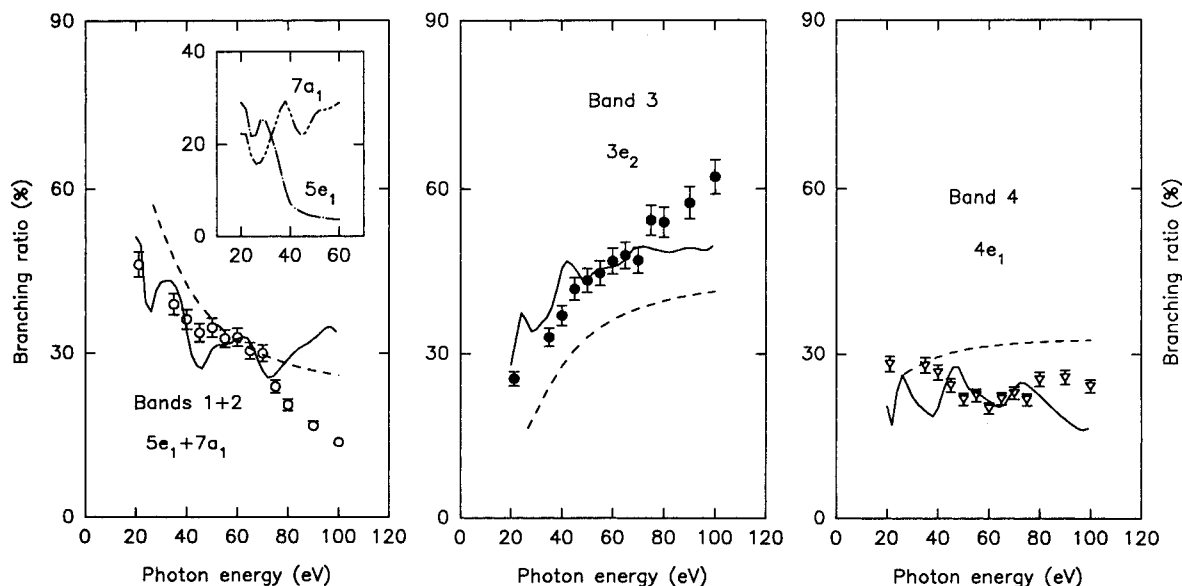 90
60
30
0
Branching ratio (%)
40
20
0
20 40 60
7a₁
5e₁
Bands 1+2
5e₁+7a₁
0 20 40 60 80 100 120
Photon energy (eV)
90
60
30
0
Band 3
3e₂
0 20 40 60 80 100 120
Photon energy (eV)
90
60
30
0
Band 4
4e₁
0 20 40 60 80 100 120
Photon energy (eV)
Branching ratio (%)